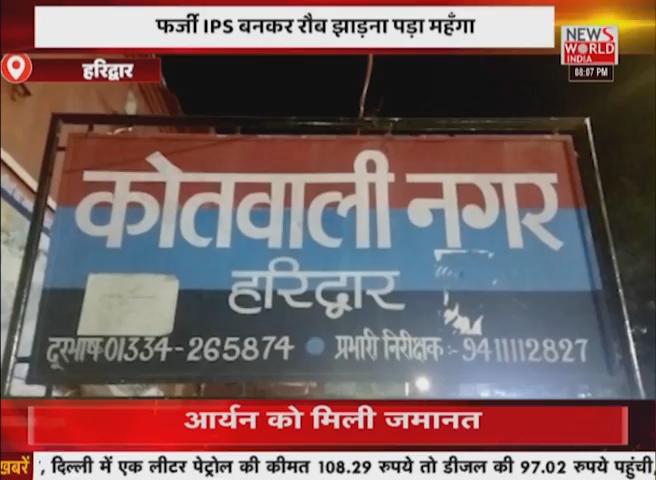 फर्जी IPS बनकर रौब झाड़ना पड़ा महँगा
NEWS
WORLD
INDIA
08:07 PM
हरिद्वार
कोतवाली नगर
हरिद्वार
दूरभाष-01334-265874 • प्रभारी निरीक्षक :- 9411112827
आर्यन को मिली जमानत
खबरें ', दिल्ली में एक लीटर पेट्रोल की कीमत 108.29 रुपये तो डीजल की 97.02 रुपये पहुंची,